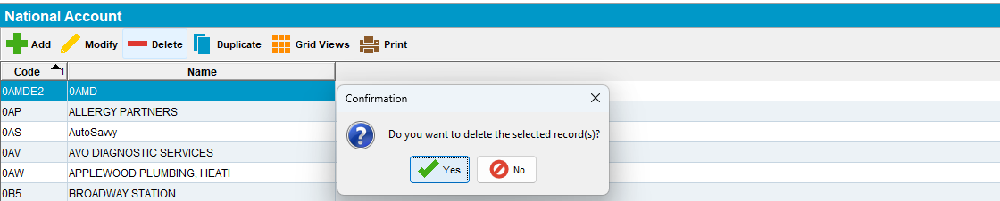 National Account
Add Modify Delete Duplicate Grid Views Print
Code 1 Name
0AMDE2 0AMD
0AP ALLERGY PARTNERS
0AS AutoSavvy
0AV AVO DIAGNOSTIC SERVICES
0AW APPLEWOOD PLUMBING, HEATI
0B5 BROADWAY STATION
Confirmation
Do you want to delete the selected record(s)?
Yes No